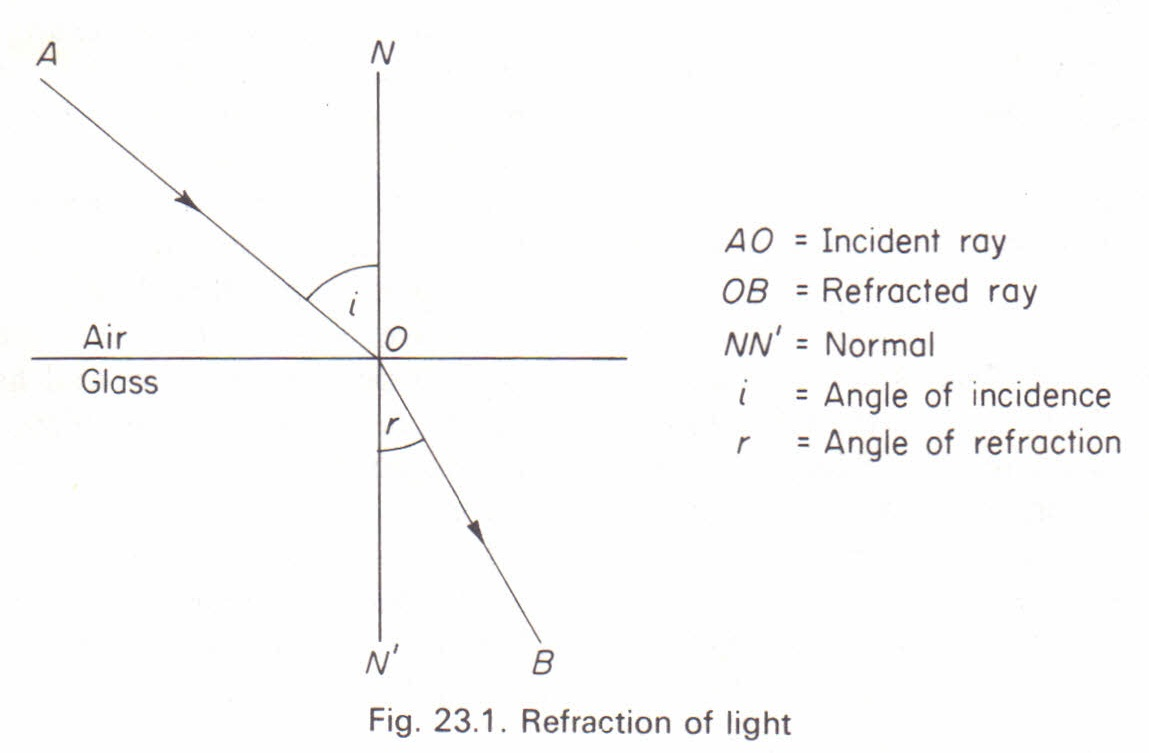 A
N
i
O
Air
Glass
r
N'
B
AO = Incident ray
OB = Refracted ray
NN' = Normal
i = Angle of incidence
r = Angle of refraction
Fig. 23.1. Refraction of light